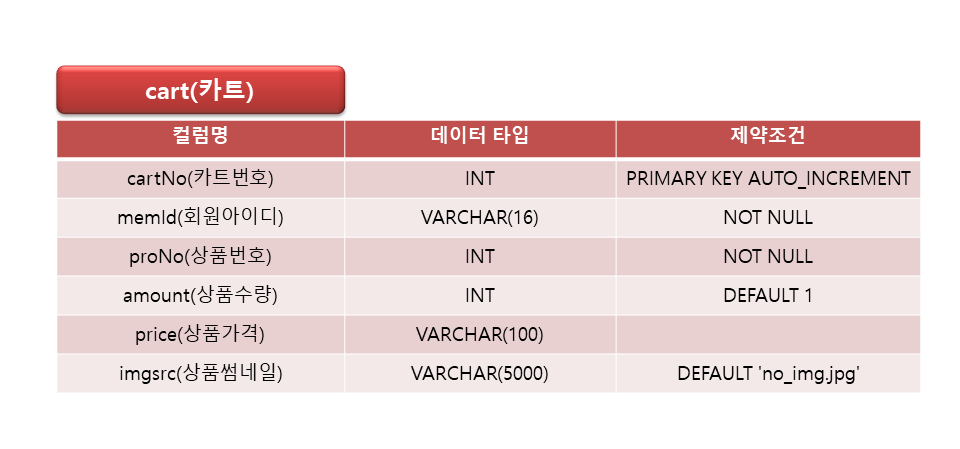 cart(카트)
컬럼명 데이터 타입 제약조건
cartNo(카트번호) INT PRIMARY KEY AUTO_INCREMENT
memId(회원아이디) VARCHAR(16) NOT NULL
proNo(상품번호) INT NOT NULL
amount(상품수량) INT DEFAULT 1
price(상품가격) VARCHAR(100)
imgsrc(상품썸네일) VARCHAR(5000) DEFAULT 'no_img.jpg'